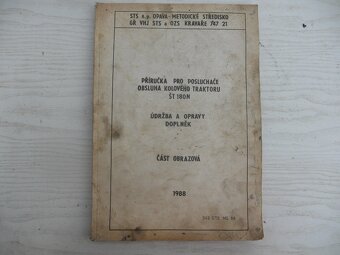 STS n.p. OPAVA - METODICKÉ STŘEDISKO
GŘ VHJ STS a OZS KRAVAŘE 747 21
PŘÍRUČKA PRO POSLUCHAČE
OBSLUHA KOLOVÉHO TRAKTORU
ŠT 180N
ÚDRŽBA A OPRAVY
DOPLNĚK
ČÁST OBRAZOVÁ
1988